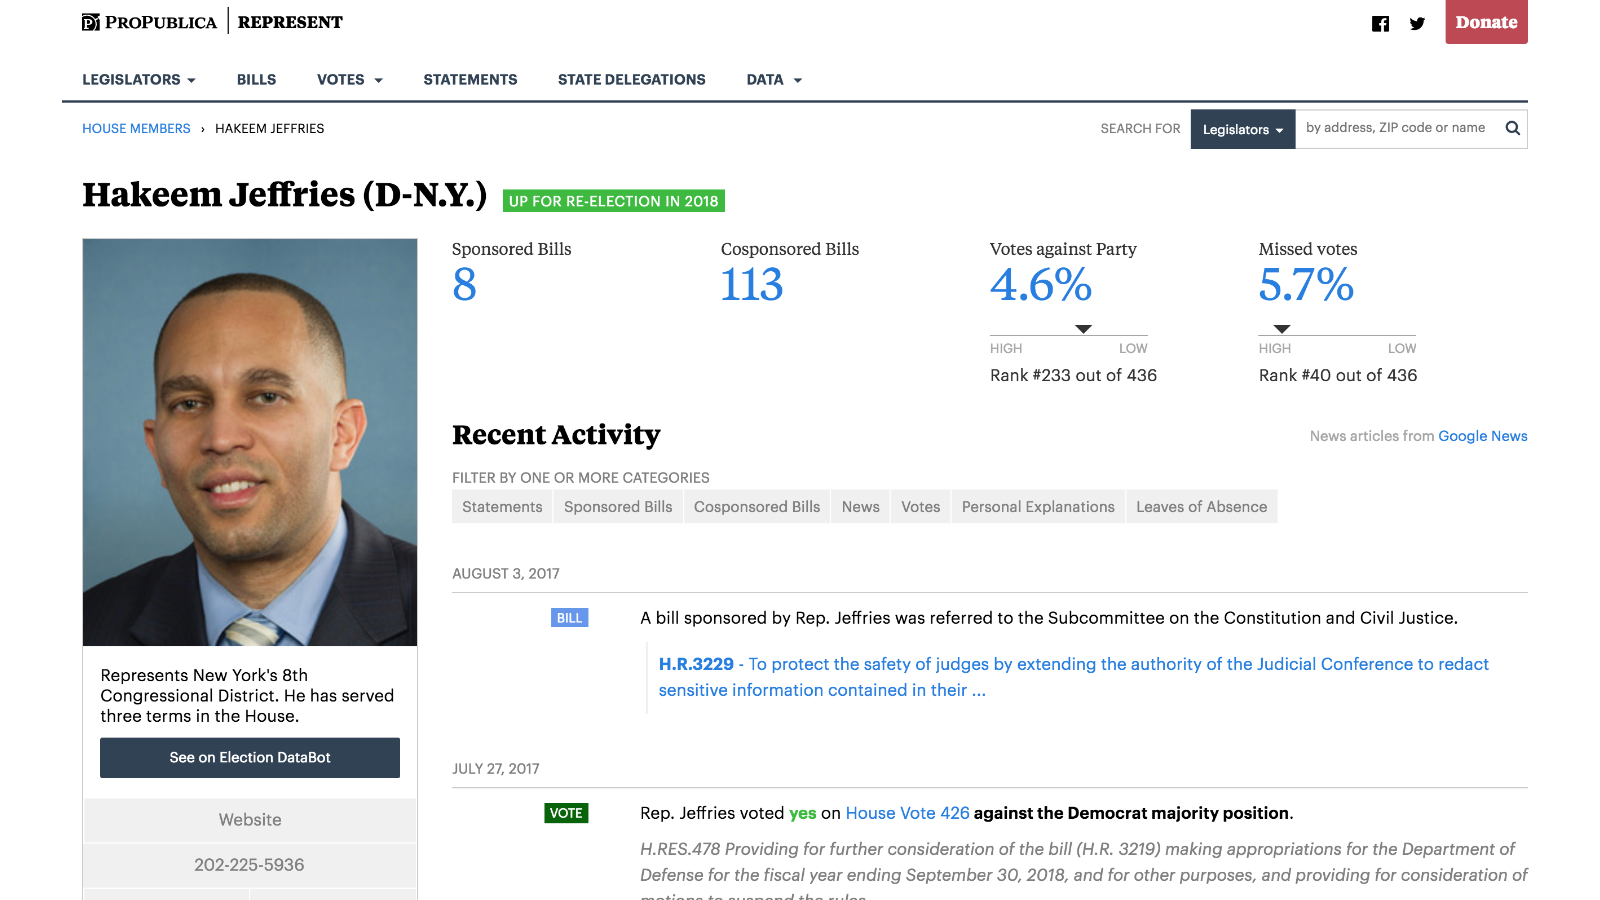 PROPUBLICA REPRESENT
Donate
LEGISLATORS BILLS VOTES STATEMENTS STATE DELEGATIONS DATA
HOUSE MEMBERS › HAKEEM JEFFRIES
SEARCH FOR Legislators by address, ZIP code or name
Hakeem Jeffries (D-N.Y.) UP FOR RE-ELECTION IN 2018
Sponsored Bills
8
Cosponsored Bills
113
Votes against Party
4.6%
HIGH LOW
Rank #233 out of 436
Missed votes
5.7%
HIGH LOW
Rank #40 out of 436
Represents New York's 8th
Congressional District. He has served
three terms in the House.
See on Election DataBot
Website
202-225-5936
Recent Activity
News articles from Google News
FILTER BY ONE OR MORE CATEGORIES
Statements Sponsored Bills Cosponsored Bills News Votes Personal Explanations Leaves of Absence
AUGUST 3, 2017
BILL A bill sponsored by Rep. Jeffries was referred to the Subcommittee on the Constitution and Civil Justice.
H.R.3229 - To protect the safety of judges by extending the authority of the Judicial Conference to redact
sensitive information contained in their ...
JULY 27, 2017
VOTE Rep. Jeffries voted yes on House Vote 426 against the Democrat majority position.
H.RES.478 Providing for further consideration of the bill (H.R. 3219) making appropriations for the Department of
Defense for the fiscal year ending September 30, 2018, and for other purposes, and providing for consideration of
motions to suspend the rules